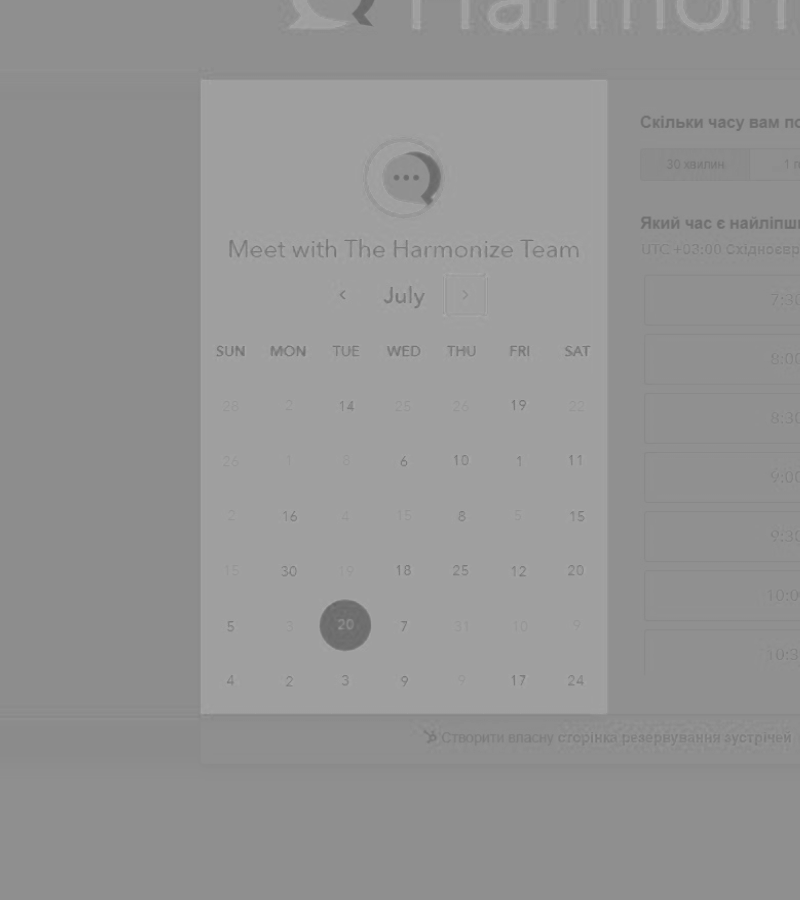 Harmon
Meet with The Harmonize Team
July
SUN MON TUE WED THU FRI SAT
28 2 14 25 26 19 22
26 1 8 6 10 1 11
2 16 4 15 8 5 15
15 30 19 18 25 12 20
5 3 20 7 31 10 9
4 2 3 9 9 17 24
Скільки часу вам по
30 хвилин 1 г
Який час є найліпши
UTC +03:00 Східноєвр
7:30
8:00
8:30
9:00
9:30
10:0
10:3
Створити власну сторінка резервування зустрічей